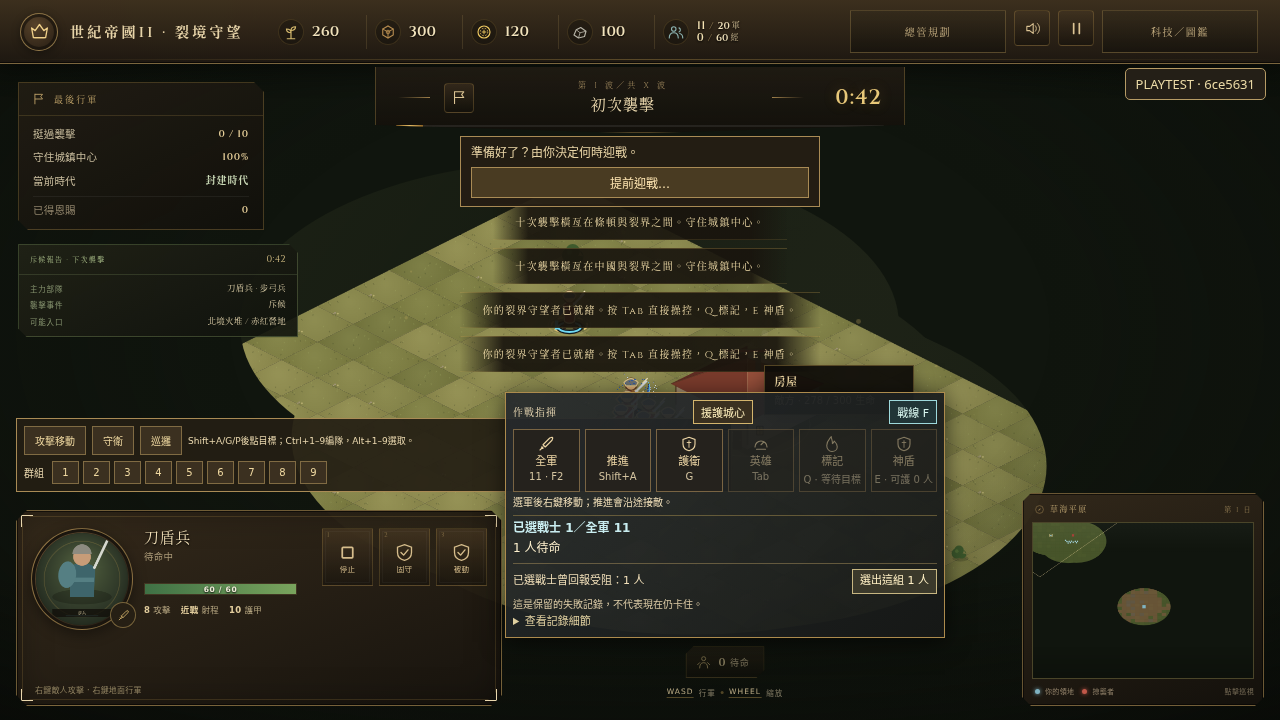 世紀帝國II · 裂境守望
260
300
120
100
11 / 20 軍
0 / 60 經
總管規劃
科技／圖鑑
PLAYTEST · 6ce5631
最後行軍
挺過襲擊 0 / 10
守住城鎮中心 100%
當前時代 封建時代
已得恩賜 0
第 I 波／共 X 波
初次襲擊
0:42
準備好了？由你決定何時迎戰。
提前迎戰…
十次襲擊橫亙在條頓與裂界之間。守住城鎮中心。
十次襲擊橫亙在中國與裂界之間。守住城鎮中心。
你的裂界守望者已就緒。按 TAB 直接操控，Q 標記，E 神盾。
你的裂界守望者已就緒。按 TAB 直接操控，Q 標記，E 神盾。
斥候報告 · 下次襲擊 0:42
主力部隊 刀盾兵 · 步弓兵
襲擊事件 斥候
可能入口 北境火堆 / 赤紅營地
房屋
攻擊移動
守衛
巡邏
Shift+A/G/P後點目標；Ctrl+1–9編隊，Alt+1–9選取。
群組 1 2 3 4 5 6 7 8 9
作戰指揮
援護城心
戰線 F
全軍
11 · F2
推進
Shift+A
護衛
G
英雄
Tab
標記
Q · 等待目標
神盾
E · 可護 0 人
選軍後右鍵移動；推進會沿途接敵。
已選戰士 1／全軍 11
1 人待命
已選戰士曾回報受阻：1 人
選出這組 1 人
這是保留的失敗記錄，不代表現在仍卡住。
查看記錄細節
刀盾兵
待命中
60 / 60
8 攻擊 近戰 射程 10 護甲
1
停止
2
固守
3
被動
右鍵敵人攻擊 · 右鍵地面行軍
0 待命
WASD 行軍 · WHEEL 縮放
草海平原
第 1 日
你的領地
掠襲者
點擊巡視